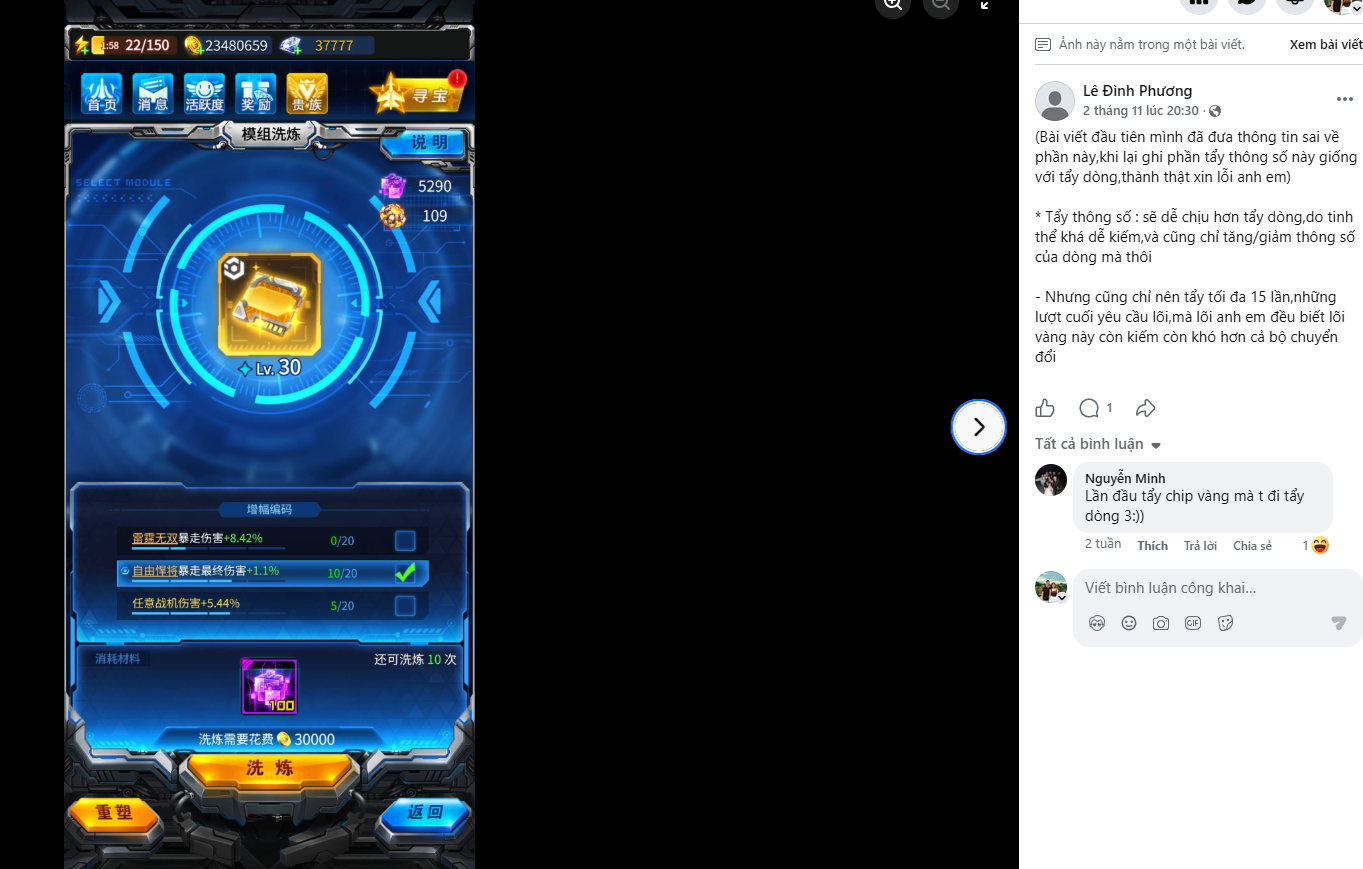 1:58 22/150 23480659 37777
首页 消息 活跃度 奖励 贵族 寻宝
模组洗炼
说明
SELECT MODULE
5290
109
Lv. 30
增幅编码
雷霆无双暴走伤害+8.42% 0/20
自由悍将暴走最终伤害+1.1% 10/20
任意战机伤害+5.44% 5/20
消耗材料
还可洗炼 10 次
100
洗炼需要花费 30000
洗炼
重塑
返回
Ảnh này nằm trong một bài viết. Xem bài viết
Lê Đình Phương
2 tháng 11 lúc 20:30 ·
(Bài viết đầu tiên mình đã đưa thông tin sai về
phần này,khi lại ghi phần tẩy thông số này giống
với tẩy dòng,thành thật xin lỗi anh em)
* Tẩy thông số : sẽ dễ chịu hơn tẩy dòng,do tinh
thể khá dễ kiếm,và cũng chỉ tăng/giảm thông số
của dòng mà thôi
- Nhưng cũng chỉ nên tẩy tối đa 15 lần,những
lượt cuối yêu cầu lõi,mà lõi anh em đều biết lõi
vàng này còn kiếm còn khó hơn cả bộ chuyển
đổi
1
Tất cả bình luận
Nguyễn Minh
Lần đầu tẩy chip vàng mà t đi tẩy
dòng 3:))
2 tuần Thích Trả lời Chia sẻ 1
Viết bình luận công khai...
GIF